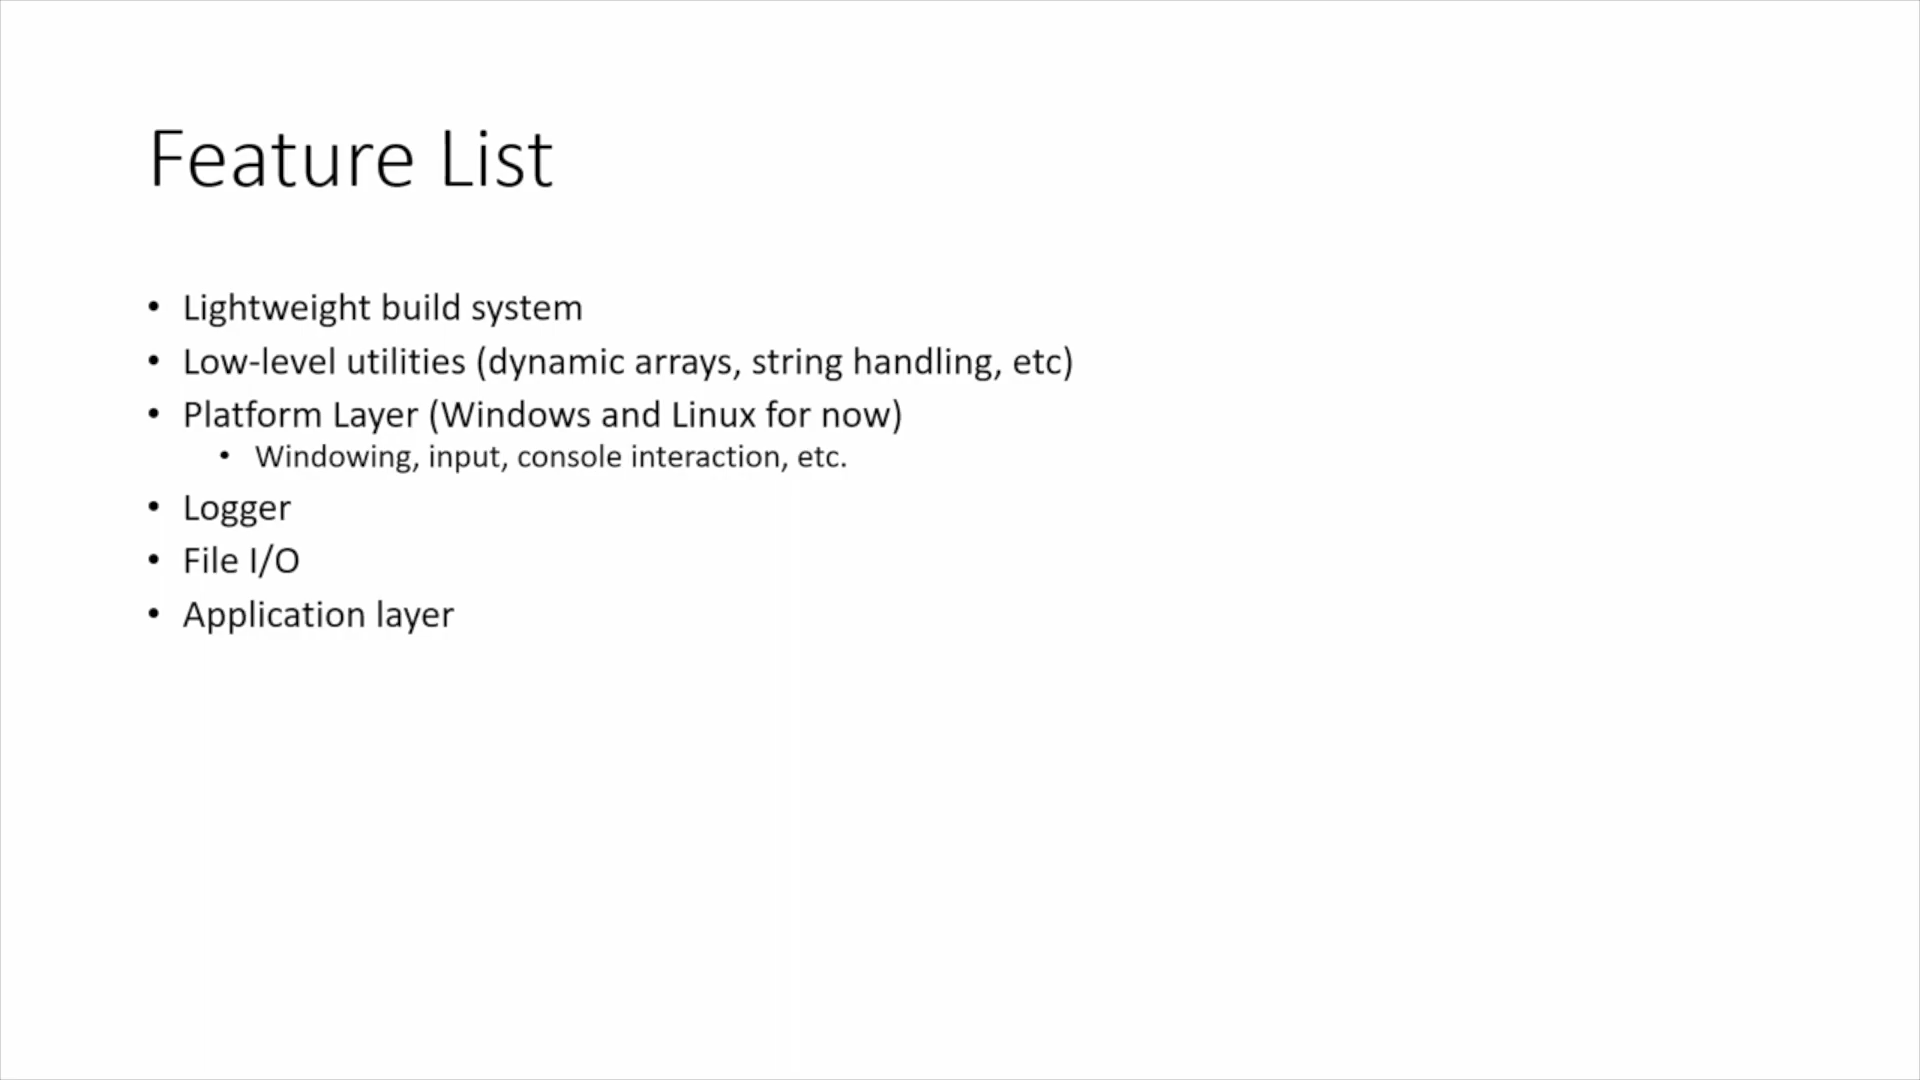 Feature List
• Lightweight build system
• Low-level utilities (dynamic arrays, string handling, etc)
• Platform Layer (Windows and Linux for now)
• Windowing, input, console interaction, etc.
• Logger
• File I/O
• Application layer